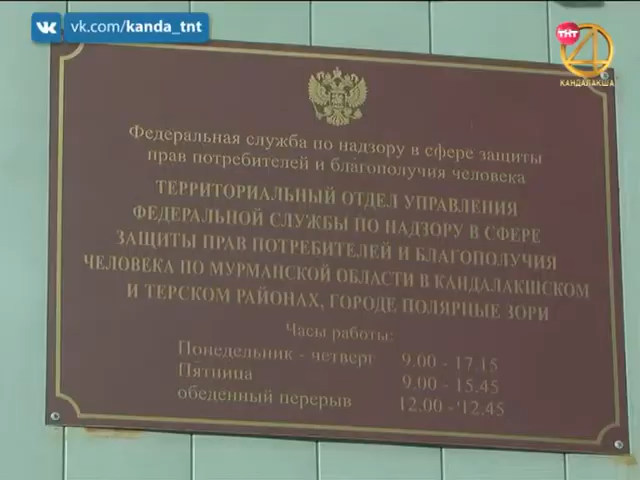 vk.com/kanda_tnt
ТНТ
4
КАНДАЛАКША
Федеральная служба по надзору в сфере защиты
прав потребителей и благополучия человека
ТЕРРИТОРИАЛЬНЫЙ ОТДЕЛ УПРАВЛЕНИЯ
ФЕДЕРАЛЬНОЙ СЛУЖБЫ ПО НАДЗОРУ В СФЕРЕ
ЗАЩИТЫ ПРАВ ПОТРЕБИТЕЛЕЙ И БЛАГОПОЛУЧИЯ
ЧЕЛОВЕКА ПО МУРМАНСКОЙ ОБЛАСТИ В КАНДАЛАКШСКОМ
И ТЕРСКОМ РАЙОНАХ, ГОРОДЕ ПОЛЯРНЫЕ ЗОРИ
Часы работы:
Понедельник - четверг 9.00 - 17.15
Пятница 9.00 - 15.45
обеденный перерыв 12.00 - 12.45